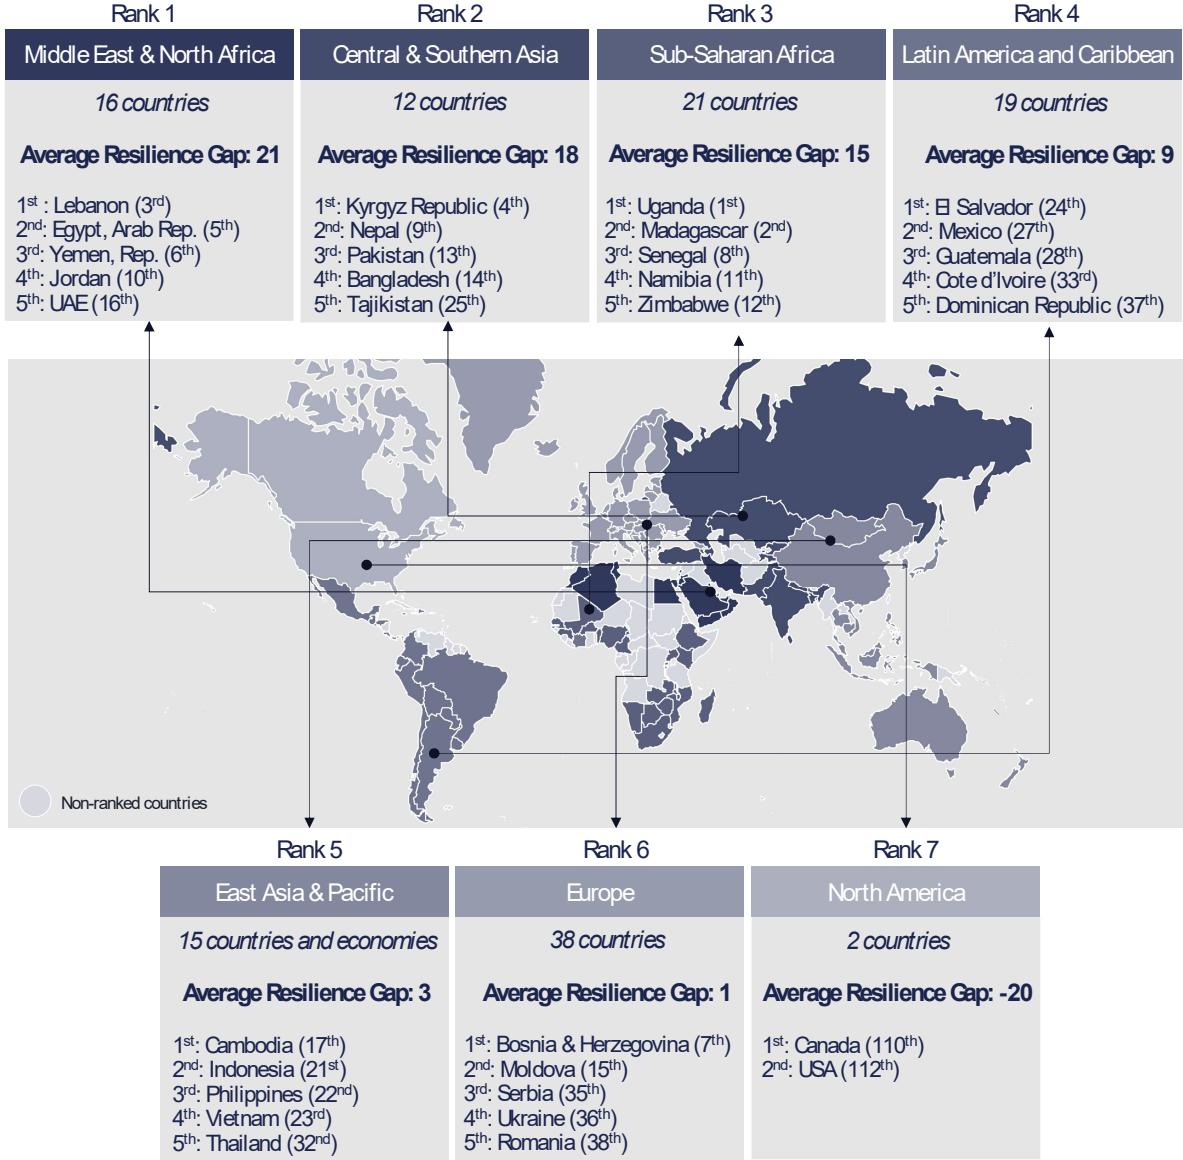 Rank 1
Middle East & North Africa
16 countries
Average Resilience Gap: 21
1st : Lebanon (3rd)
2nd: Egypt, Arab Rep. (5th)
3rd: Yemen, Rep. (6th)
4th: Jordan (10th)
5th: UAE (16th)
Rank 2
Central & Southern Asia
12 countries
Average Resilience Gap: 18
1st: Kyrgyz Republic (4th)
2nd: Nepal (9th)
3rd: Pakistan (13th)
4th: Bangladesh (14th)
5th: Tajikistan (25th)
Rank 3
Sub-Saharan Africa
21 countries
Average Resilience Gap: 15
1st: Uganda (1st)
2nd: Madagascar (2nd)
3rd: Senegal (8th)
4th: Namibia (11th)
5th: Zimbabwe (12th)
Rank 4
Latin America and Caribbean
19 countries
Average Resilience Gap: 9
1st: El Salvador (24th)
2nd: Mexico (27th)
3rd: Guatemala (28th)
4th: Cote d'Ivoire (33rd)
5th: Dominican Republic (37th)
Non-ranked countries
Rank 5
East Asia & Pacific
15 countries and economies
Average Resilience Gap: 3
1st: Cambodia (17th)
2nd: Indonesia (21st)
3rd: Philippines (22nd)
4th: Vietnam (23rd)
5th: Thailand (32nd)
Rank 6
Europe
38 countries
Average Resilience Gap: 1
1st: Bosnia & Herzegovina (7th)
2nd: Moldova (15th)
3rd: Serbia (35th)
4th: Ukraine (36th)
5th: Romania (38th)
Rank 7
North America
2 countries
Average Resilience Gap: -20
1st: Canada (110th)
2nd: USA (112th)